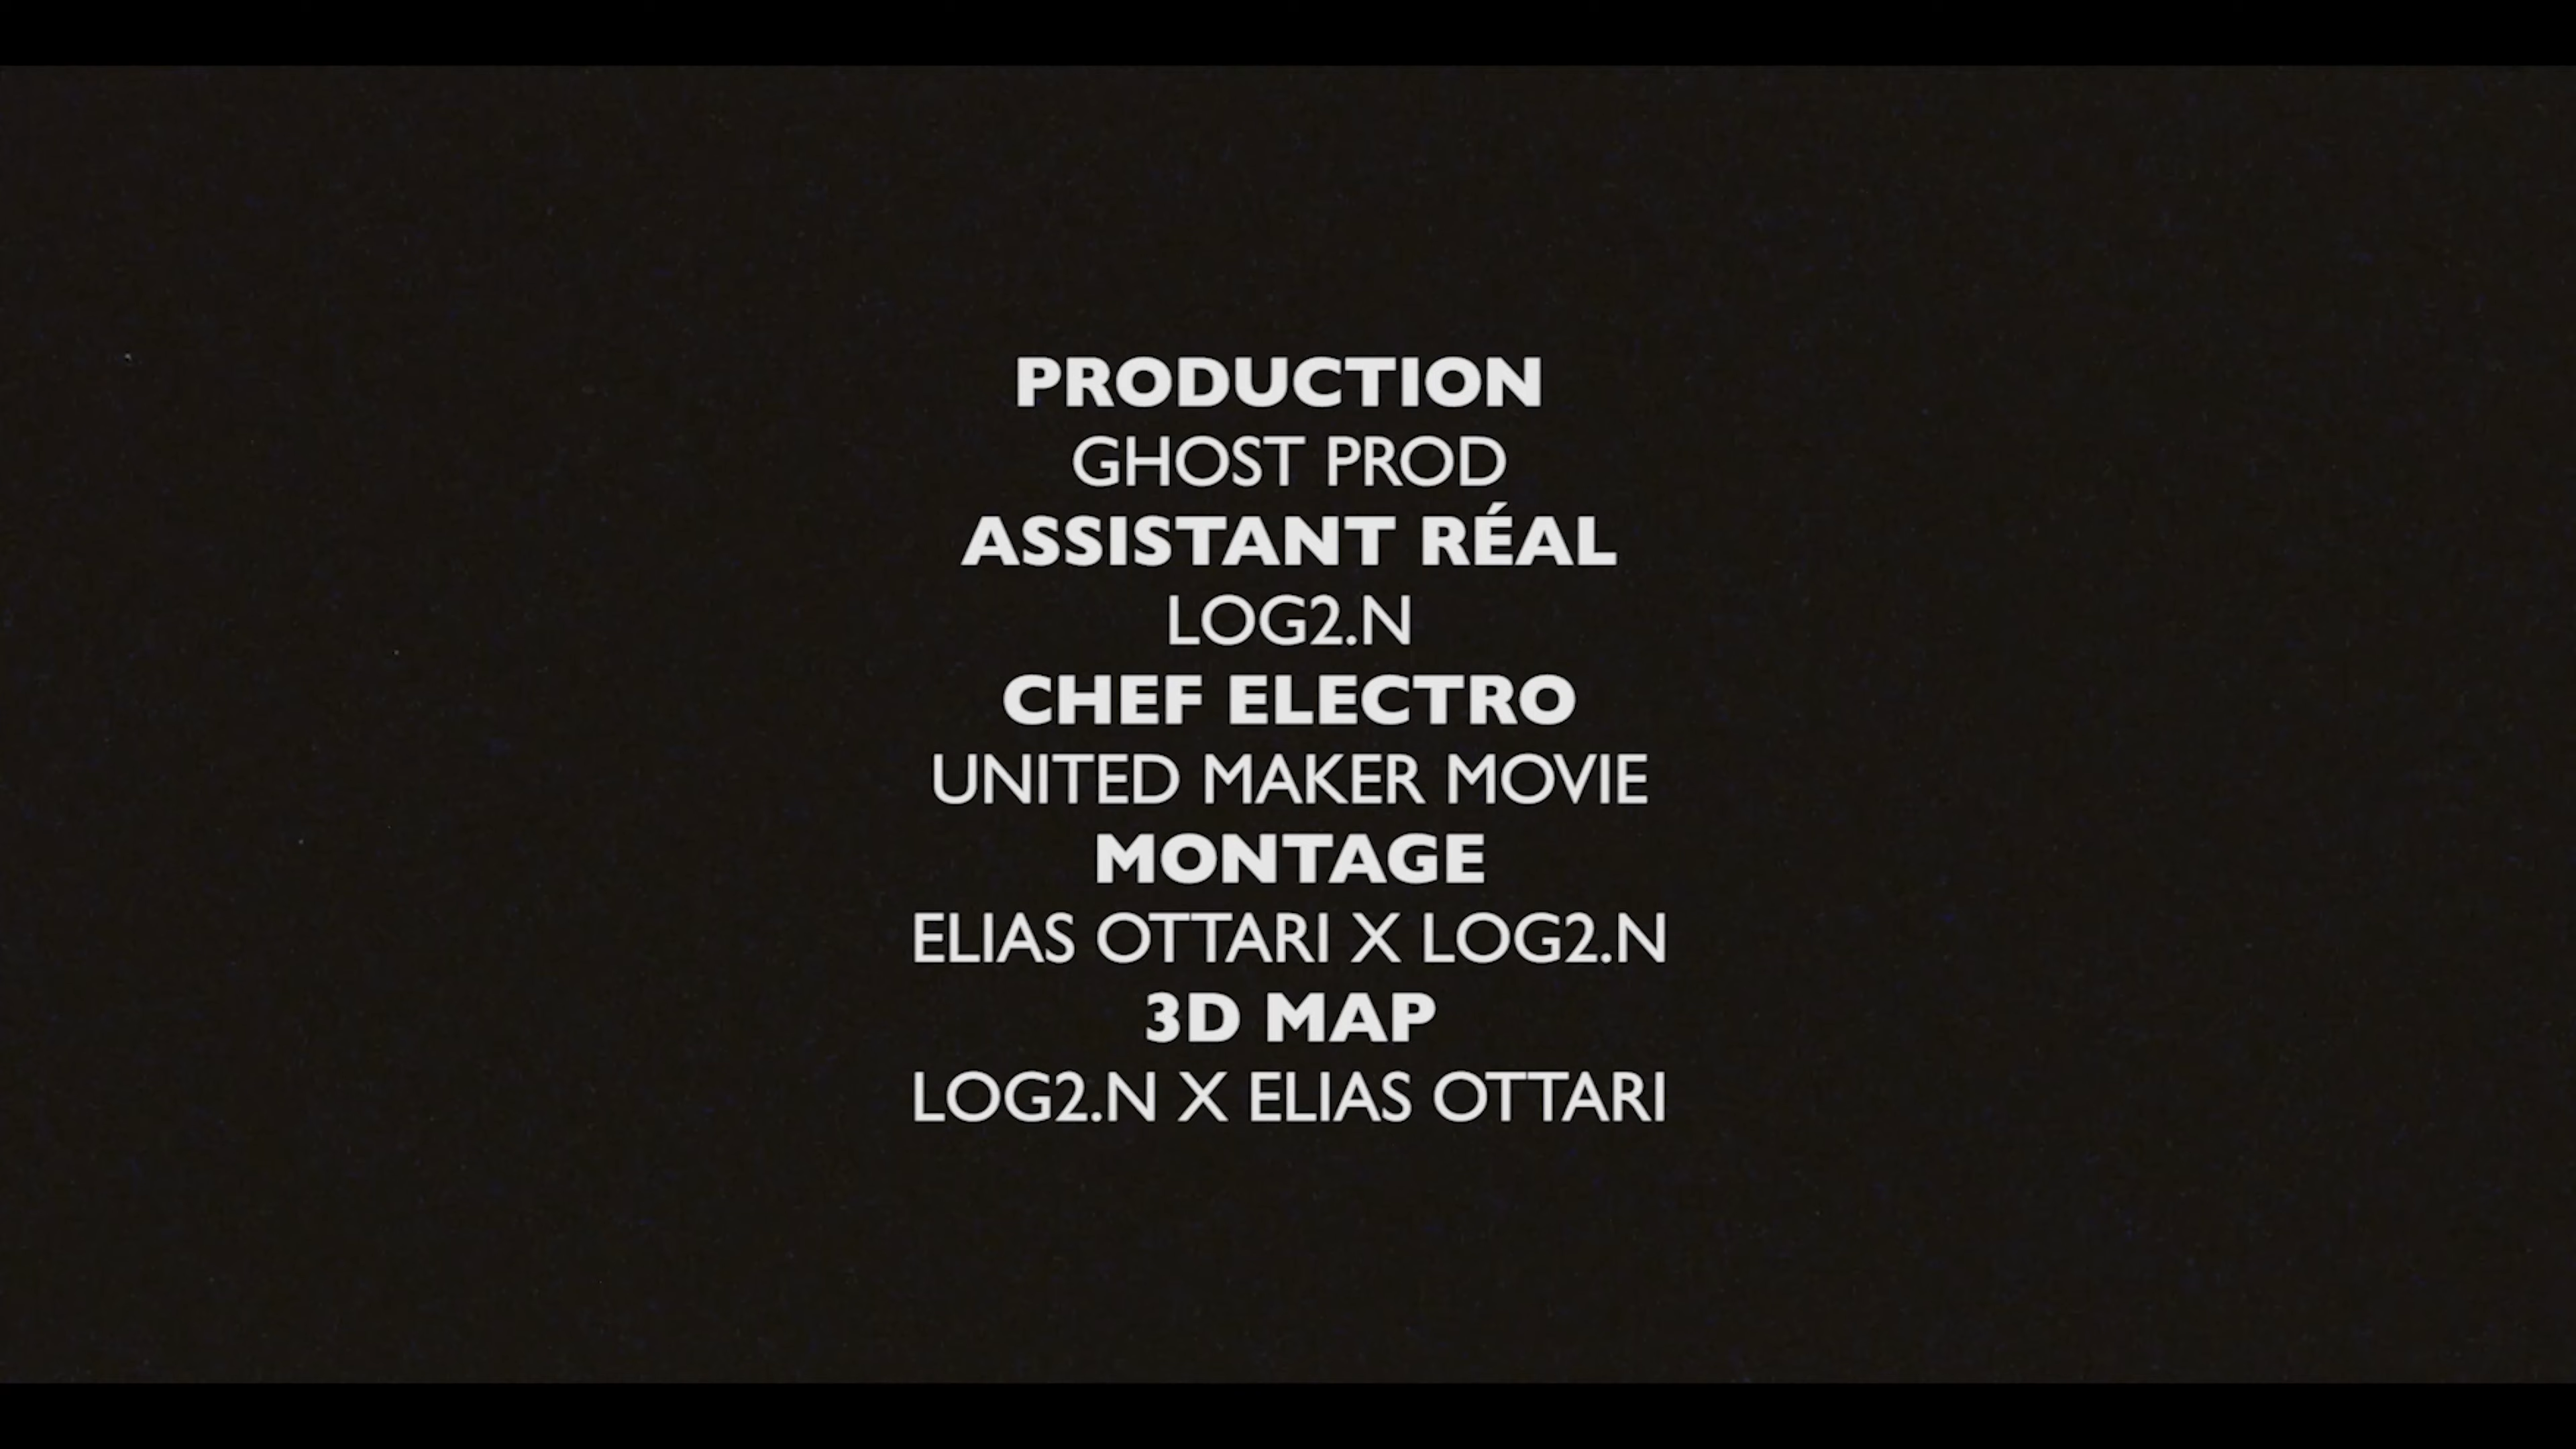 PRODUCTION
GHOST PROD
ASSISTANT RÉAL
LOG2.N
CHEF ELECTRO
UNITED MAKER MOVIE
MONTAGE
ELIAS OTTARI X LOG2.N
3D MAP
LOG2.N X ELIAS OTTARI